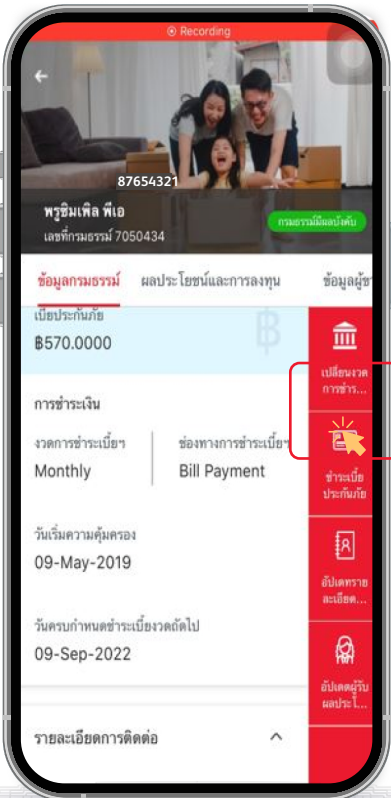 Recording
87654321
พรูซิมเพิล พีเอ
เลขที่กรมธรรม์ 7050434
กรมธรรม์มีผลบังคับ
ข้อมูลกรมธรรม์
ผลประโยชน์และการลงทุน
ข้อมูลผู้ชา
เบี้ยประกันภัย
฿570.0000
เปลี่ยนงวด
การชำร...
การชำระเงิน
งวดการชำระเบี้ยฯ
ช่องทางการชำระเบี้ยฯ
Monthly
Bill Payment
ชำระเบี้ย
ประกันภัย
วันเริ่มความคุ้มครอง
09-May-2019
อัปเดทราย
ละเอียด...
วันครบกำหนดชำระเบี้ยงวดถัดไป
09-Sep-2022
อัปเดตผู้รับ
ผลประโ...
รายละเอียดการติดต่อ